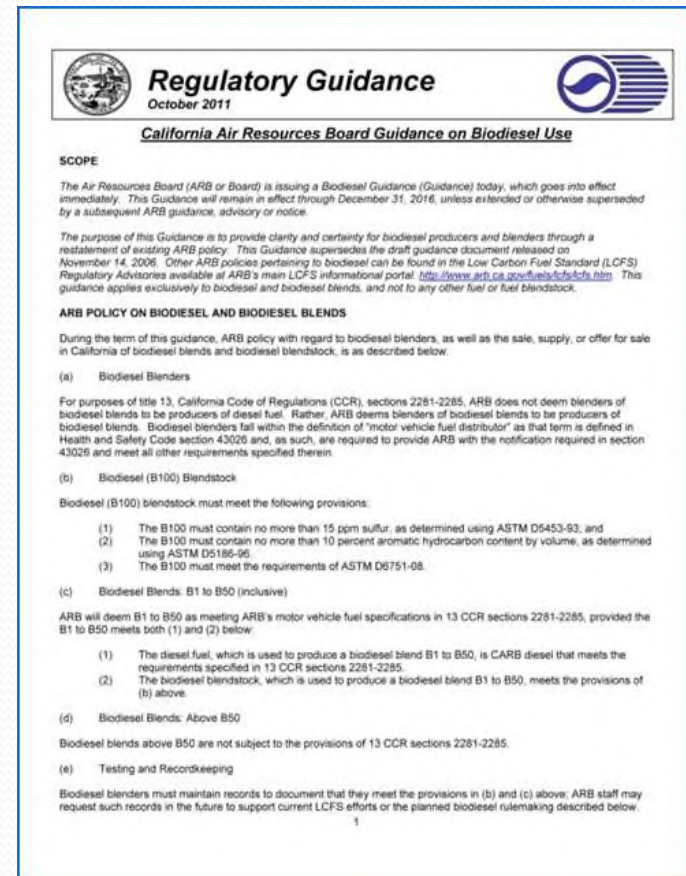 Regulatory Guidance
October 2011
California Air Resources Board Guidance on Biodiesel Use
SCOPE
The Air Resources Board (ARB or Board) is issuing a Biodiesel Guidance (Guidance) today, which goes into effect
immediately. This Guidance will remain in effect through December 31, 2016, unless extended or otherwise superseded
by a subsequent ARB guidance, advisory or notice.
The purpose of this Guidance is to provide clarity and certainty for biodiesel producers and blenders through a
restatement of existing ARB policy. This Guidance supersedes the draft guidance document released on
November 14, 2006. Other ARB policies pertaining to biodiesel can be found in the Low Carbon Fuel Standard (LCFS)
Regulatory Advisories available at ARB's main LCFS informational portal: http://www.arb.ca.gov/fuels/lcfs/lcfs.htm. This
guidance applies exclusively to biodiesel and biodiesel blends, and not to any other fuel or fuel blendstock.
ARB POLICY ON BIODIESEL AND BIODIESEL BLENDS
During the term of this guidance, ARB policy with regard to biodiesel blenders, as well as the sale, supply, or offer for sale
in California of biodiesel blends and biodiesel blendstock, is as described below.
(a) Biodiesel Blenders
For purposes of title 13, California Code of Regulations (CCR), sections 2281-2285, ARB does not deem blenders of
biodiesel blends to be producers of diesel fuel. Rather, ARB deems blenders of biodiesel blends to be producers of
biodiesel blends. Biodiesel blenders fall within the definition of "motor vehicle fuel distributor" as that term is defined in
Health and Safety Code section 43026 and, as such, are required to provide ARB with the notification required in section
43026 and meet all other requirements specified therein.
(b) Biodiesel (B100) Blendstock
Biodiesel (B100) blendstock must meet the following provisions:
(1) The B100 must contain no more than 15 ppm sulfur, as determined using ASTM D5453-93; and
(2) The B100 must contain no more than 10 percent aromatic hydrocarbon content by volume, as determined
using ASTM D5186-96.
(3) The B100 must meet the requirements of ASTM D6751-08.
(c) Biodiesel Blends: B1 to B50 (inclusive)
ARB will deem B1 to B50 as meeting ARB's motor vehicle fuel specifications in 13 CCR sections 2281-2285, provided the
B1 to B50 meets both (1) and (2) below:
(1) The diesel fuel, which is used to produce a biodiesel blend B1 to B50, is CARB diesel that meets the
requirements specified in 13 CCR sections 2281-2285.
(2) The biodiesel blendstock, which is used to produce a biodiesel blend B1 to B50, meets the provisions of
(b) above.
(d) Biodiesel Blends: Above B50
Biodiesel blends above B50 are not subject to the provisions of 13 CCR sections 2281-2285.
(e) Testing and Recordkeeping
Biodiesel blenders must maintain records to document that they meet the provisions in (b) and (c) above; ARB staff may
request such records in the future to support current LCFS efforts or the planned biodiesel rulemaking described below.
1